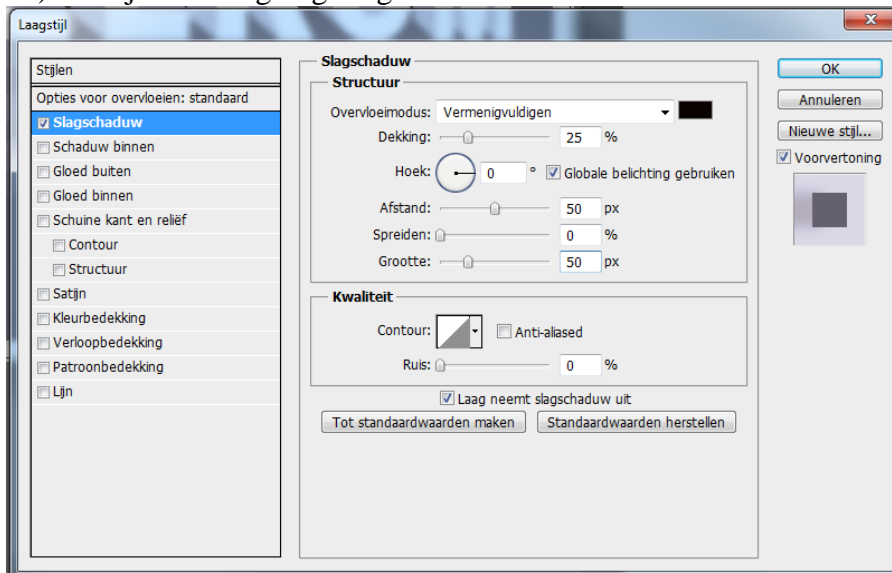 Laagstijl
Stijlen
Opties voor overvloeien: standaard
Slagschaduw
Schaduw binnen
Gloed buiten
Gloed binnen
Schuine kant en reliëf
Contour
Structuur
Satijn
Kleurbedekking
Verloopbedekking
Patroonbedekking
Lijn
Slagschaduw
Structuur
Overvloeimodus: Vermenigvuldigen
Dekking: 25 %
Hoek: 0 ° Globale belichting gebruiken
Afstand: 50 px
Spreiden: 0 %
Grootte: 50 px
Kwaliteit
Contour: Anti-aliased
Ruis: 0 %
Laag neemt slagschaduw uit
Tot standaardwaarden maken Standaardwaarden herstellen
OK
Annuleren
Nieuwe stijl...
Voorvertoning